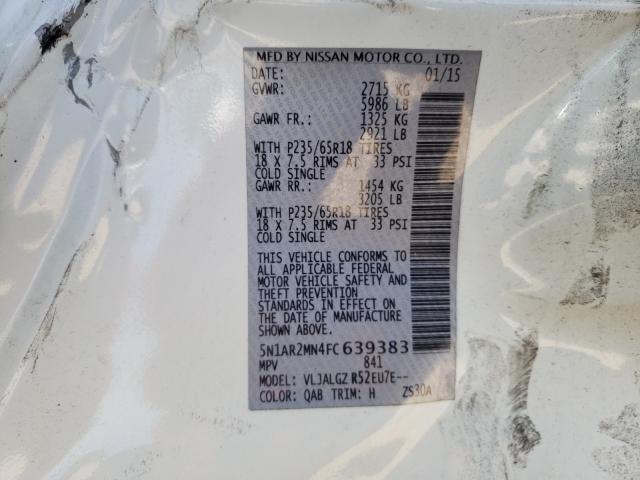 MFD BY NISSAN MOTOR CO., LTD.
DATE: 01/15
GVWR: 2715 KG
5986 LB
GAWR FR.: 1325 KG
2921 LB
WITH P235/65R18 TIRES
18 X 7.5 RIMS AT 33 PSI
COLD SINGLE
GAWR RR.: 1454 KG
3205 LB
WITH P235/65R18 TIRES
18 X 7.5 RIMS AT 33 PSI
COLD SINGLE
THIS VEHICLE CONFORMS TO
ALL APPLICABLE FEDERAL
MOTOR VEHICLE SAFETY AND
THEFT PREVENTION
STANDARDS IN EFFECT ON
THE DATE OF MANUFACTURE
SHOWN ABOVE.
5N1AR2MN4FC639383
MPV 841
MODEL: VLJALGZ R52EU7E--
COLOR: QAB TRIM: H ZS30A